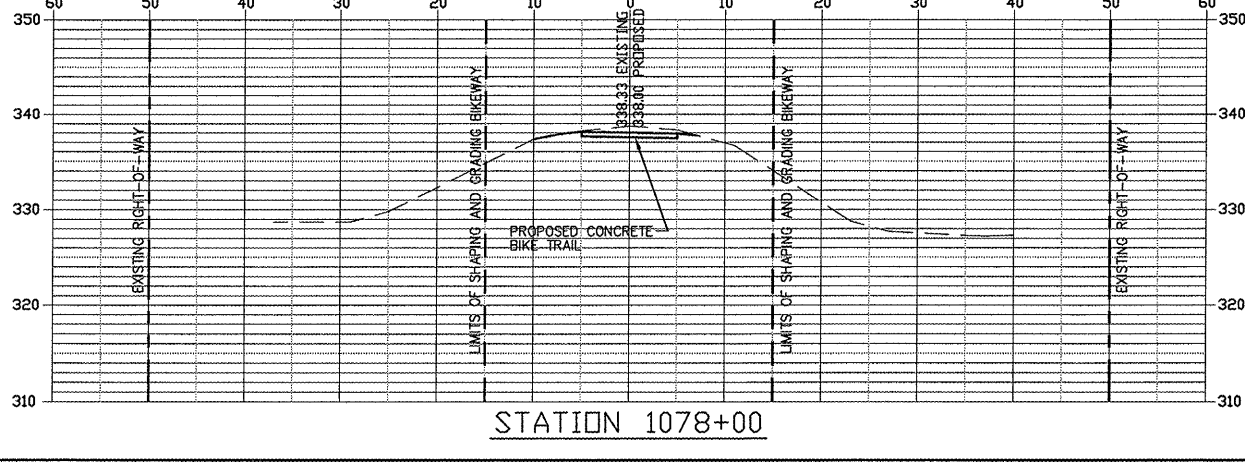 60 50 40 30 20 10 0 10 20 30 40 50 60
350 350
340 340
330 330
320 320
310 310
EXISTING RIGHT-OF-WAY
LIMITS OF SHAPING AND GRADING BIKEWAY
338.33 EXISTING
338.00 PROPOSED
LIMITS OF SHAPING AND GRADING BIKEWAY
EXISTING RIGHT-OF-WAY
PROPOSED CONCRETE
BIKE TRAIL
STATION 1078+00